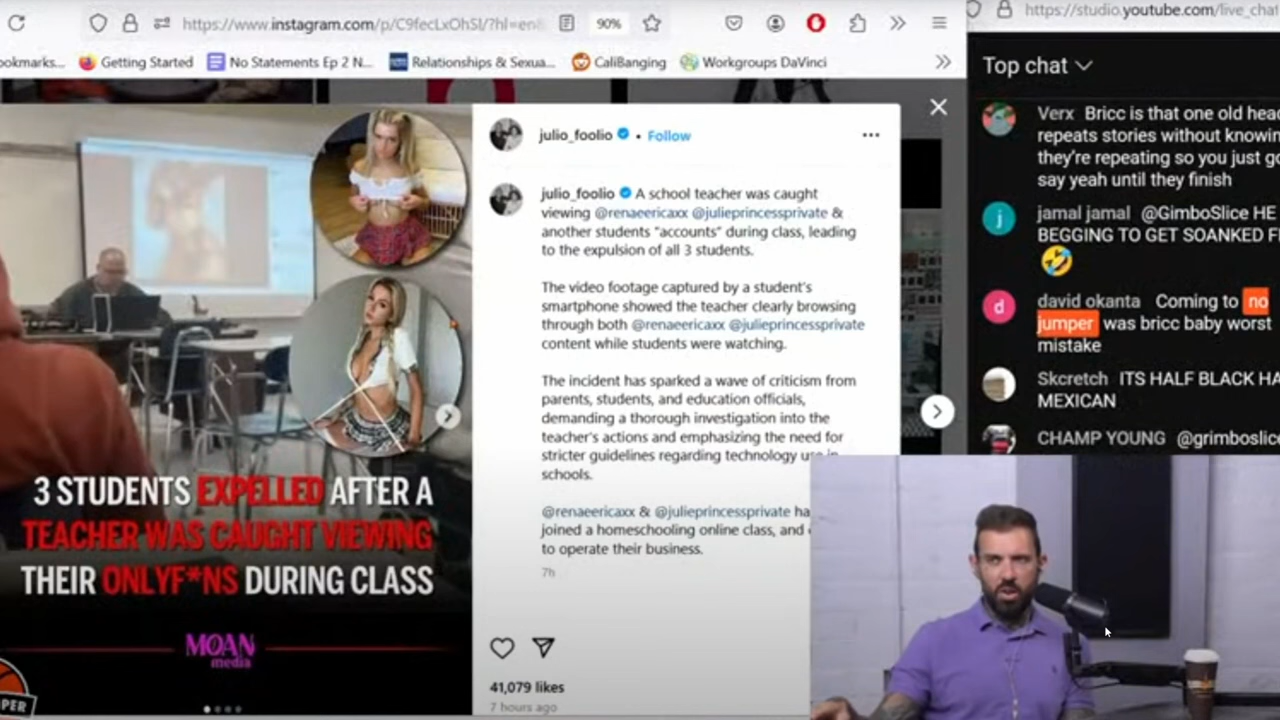 https://www.instagram.com/p/C9fecLxOhSI/?hl=en
90%
https://studio.youtube.com/live_chat
ookmarks...
Getting Started
No Statements Ep 2 N...
Relationships & Sexua...
CaliBanging
Workgroups DaVinci
julio_foolio • Follow
julio_foolio A school teacher was caught
viewing @renaeericaxx @julieprincessprivate &
another students "accounts" during class, leading
to the expulsion of all 3 students.
The video footage captured by a student's
smartphone showed the teacher clearly browsing
through both @renaeericaxx @julieprincessprivate
content while students were watching.
The incident has sparked a wave of criticism from
parents, students, and education officials,
demanding a thorough investigation into the
teacher's actions and emphasizing the need for
stricter guidelines regarding technology use in
schools.
@renaeericaxx & @julieprincessprivate ha
joined a homeschooling online class, and
to operate their business.
7h
41,079 likes
7 hours ago
3 STUDENTS EXPELLED AFTER A
TEACHER WAS CAUGHT VIEWING
THEIR ONLYF*NS DURING CLASS
MOAN
media
PER
Top chat
Verx Bricc is that one old head
repeats stories without knowin
they're repeating so you just go
say yeah until they finish
jamal jamal @GimboSlice HE
BEGGING TO GET SOANKED F
david okanta Coming to no
jumper was bricc baby worst
mistake
Skcretch ITS HALF BLACK HA
MEXICAN
CHAMP YOUNG @grimboslice